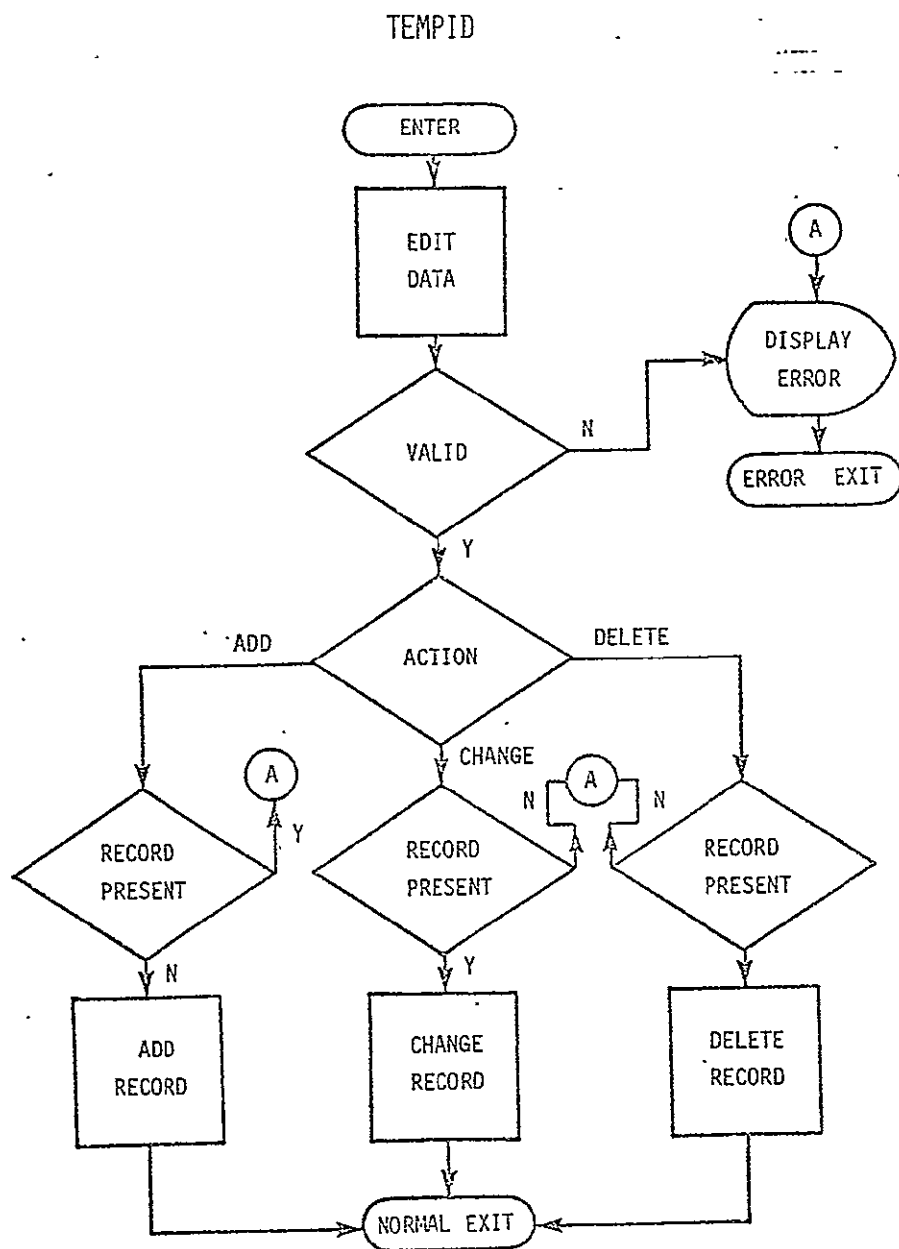 TEMPID
ENTER
EDIT
DATA
A
DISPLAY
ERROR
VALID
N
ERROR EXIT
Y
ADD
ACTION
DELETE
CHANGE
A
A
N
N
Y
RECORD
PRESENT
RECORD
PRESENT
RECORD
PRESENT
N
Y
ADD
RECORD
CHANGE
RECORD
DELETE
RECORD
NORMAL EXIT